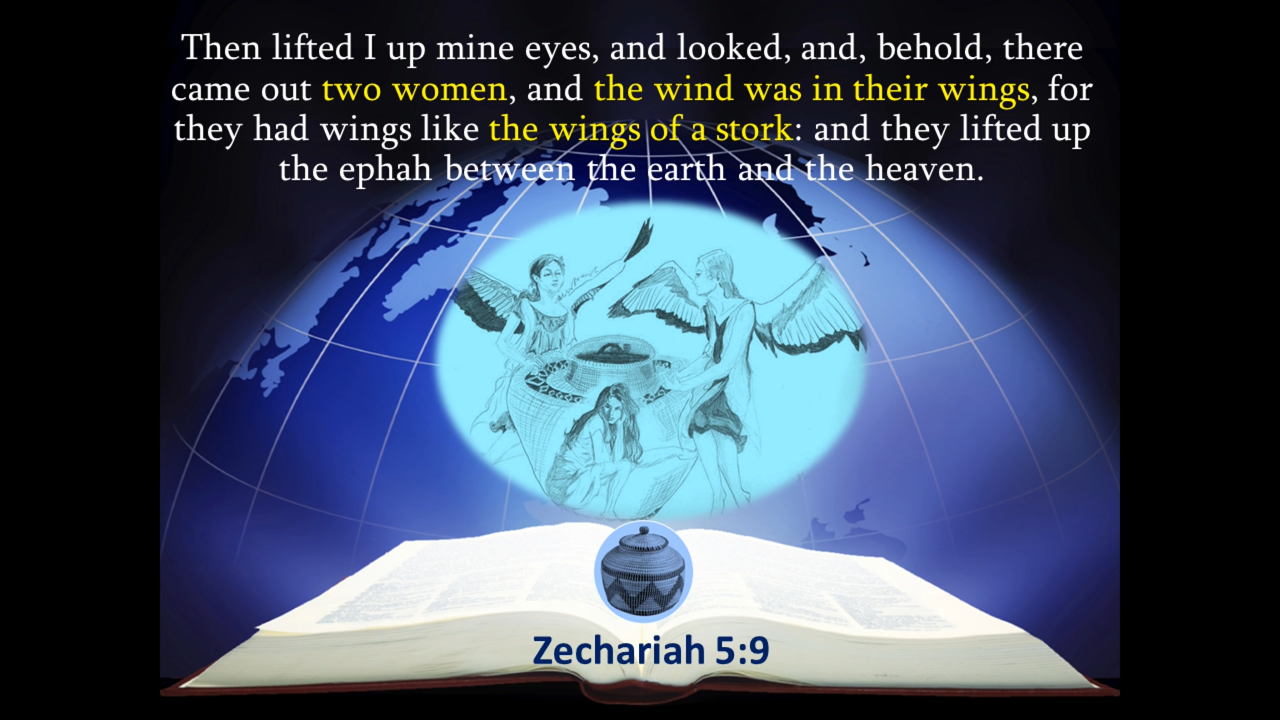 Then lifted I up mine eyes, and looked, and, behold, there
came out two women, and the wind was in their wings, for
they had wings like the wings of a stork: and they lifted up
the ephah between the earth and the heaven.
Zechariah 5:9